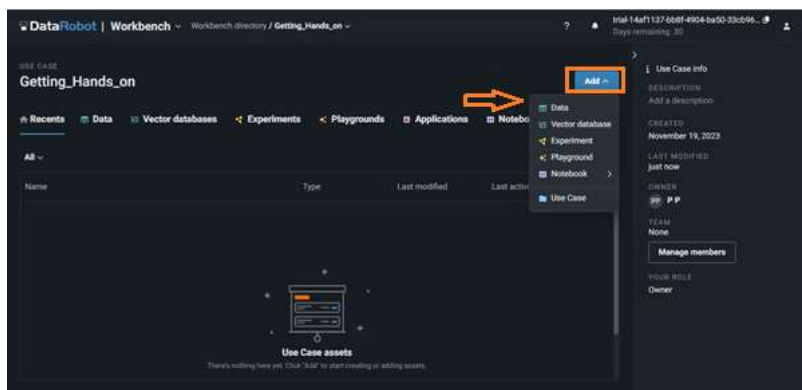 DataRobot | Workbench
Workbench directory / Getting_Hands_on
?
trial-14af1137-bb8f-4904-ba50-33cb96...
Days remaining: 30
USE CASE
Getting_Hands_on
Add
Recents Data Vector databases Experiments Playgrounds Applications Notebo
Data
Vector database
Experiment
Playground
Notebook
Use Case
All
Name Type Last modified Last activi
Use Case assets
There's nothing here yet. Click "Add" to start creating or adding assets.
Use Case info
DESCRIPTION
Add a description
CREATED
November 19, 2023
LAST MODIFIED
just now
OWNER
PP P P
TEAM
None
Manage members
YOUR ROLE
Owner